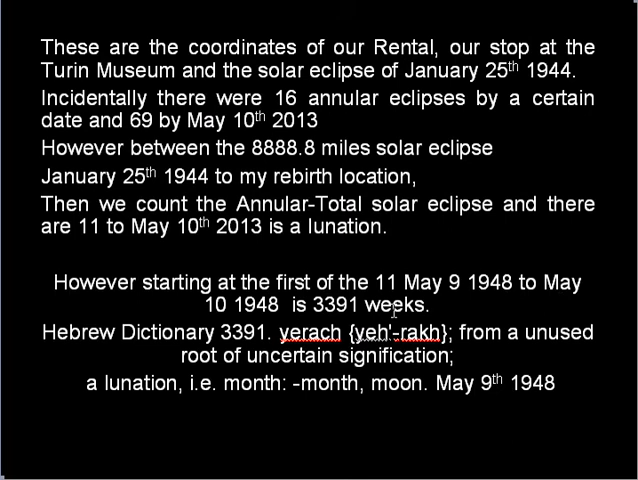 These are the coordinates of our Rental, our stop at the
Turin Museum and the solar eclipse of January 25th 1944.
Incidentally there were 16 annular eclipses by a certain
date and 69 by May 10th 2013
However between the 8888.8 miles solar eclipse
January 25th 1944 to my rebirth location,
Then we count the Annular-Total solar eclipse and there
are 11 to May 10th 2013 is a lunation.
However starting at the first of the 11 May 9 1948 to May
10 1948 is 3391 weeks.
Hebrew Dictionary 3391. yerach {yeh'-rakh}; from a unused
root of uncertain signification;
a lunation, i.e. month: -month, moon. May 9th 1948